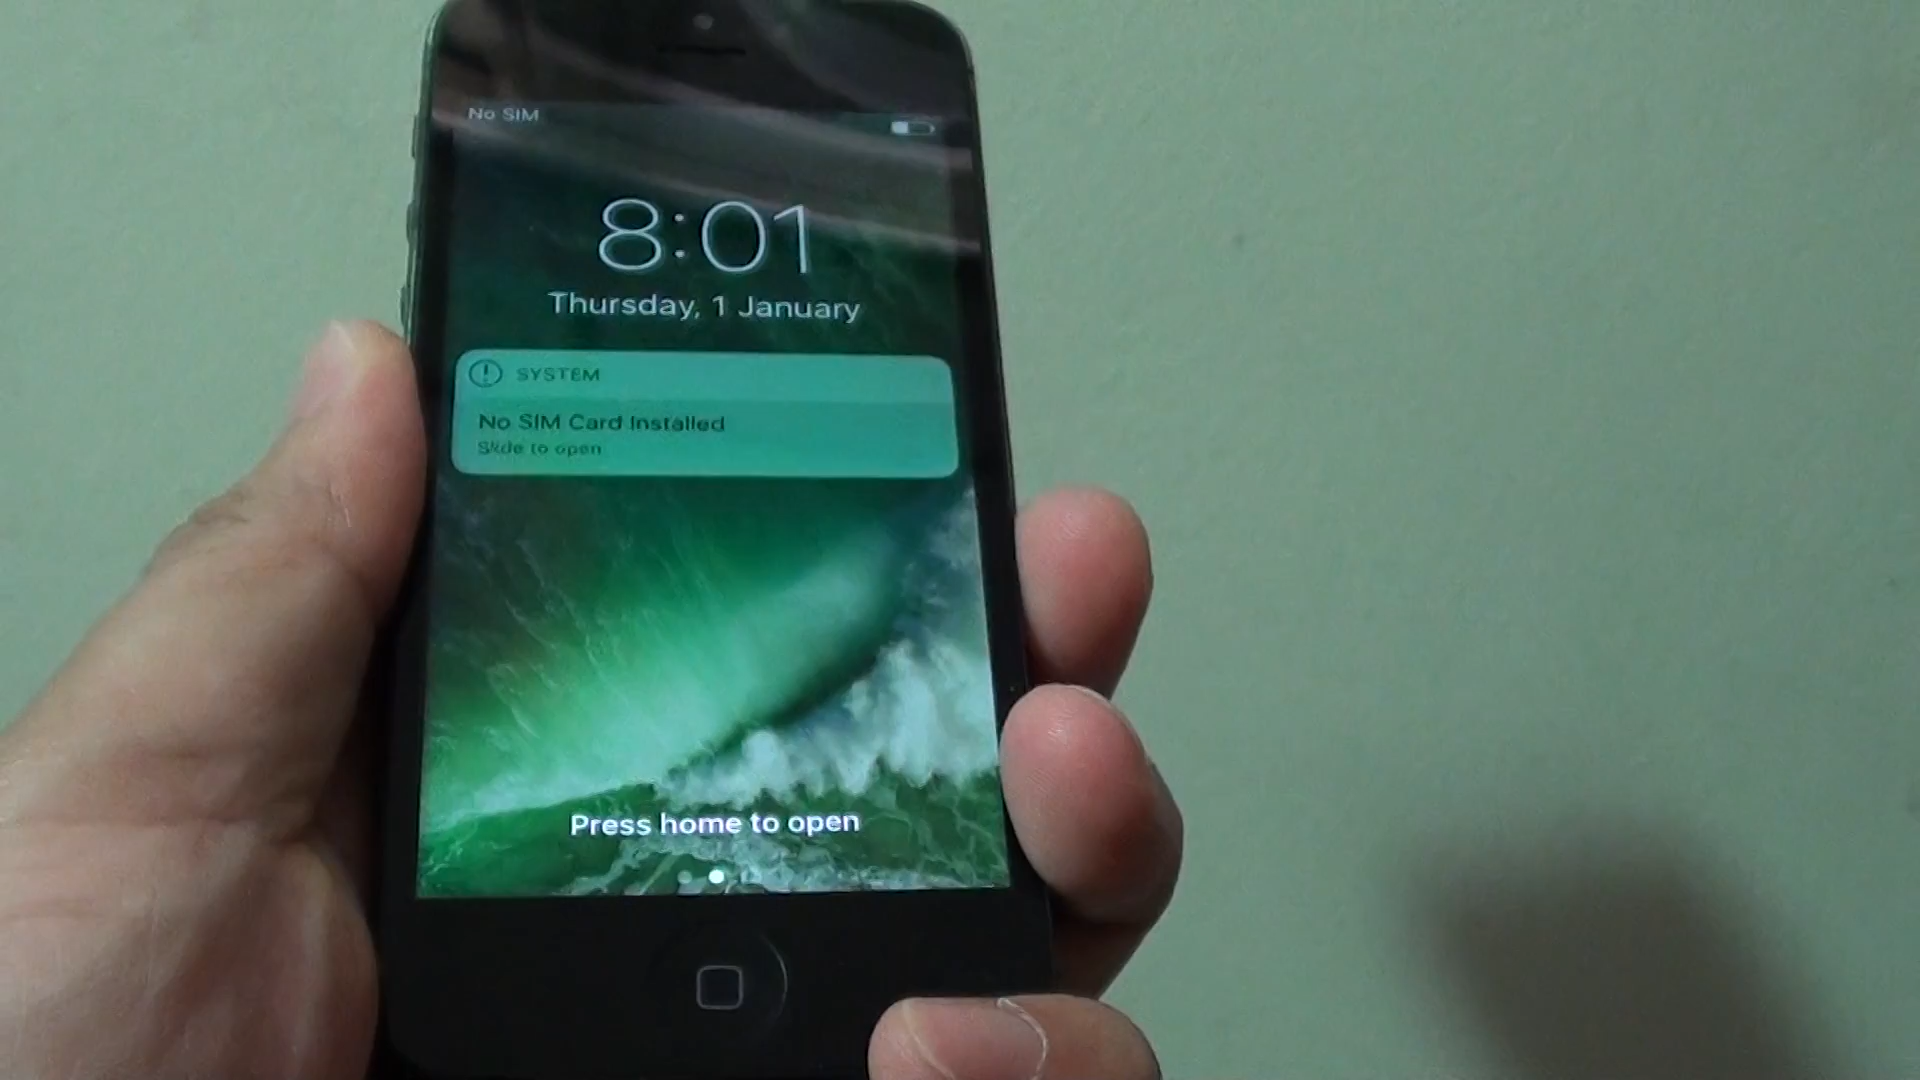 No SIM
8:01
Thursday, 1 January
SYSTEM
No SIM Card Installed
Slide to open
Press home to open